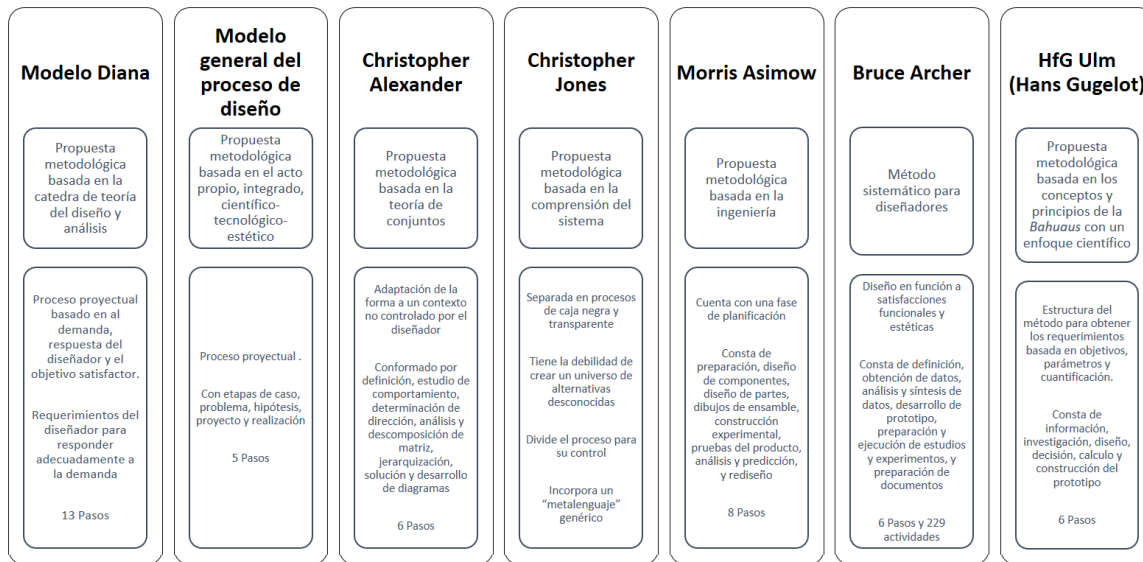 Modelo Diana
Propuesta
metodológica
basada en la
catedra de teoría
del diseño y
análisis
Proceso proyectual
basado en al
demanda,
respuesta del
diseñador y el
objetivo satisfactor.
Requerimientos del
diseñador para
responder
adecuadamente a
la demanda
13 Pasos
Modelo
general del
proceso de
diseño
Propuesta
metodológica
basada en el acto
propio, integrado,
científico-
tecnológico-
estético
Proceso proyectual .
Con etapas de caso,
problema, hipótesis,
proyecto y realización
5 Pasos
Christopher
Alexander
Propuesta
metodológica
basada en la
teoría de
conjuntos
Adaptación de la
forma a un contexto
no controlado por el
diseñador
Conformado por
definición, estudio de
comportamiento,
determinación de
dirección, análisis y
descomposición de
matriz,
jerarquización,
solución y desarrollo
de diagramas
6 Pasos
Christopher
Jones
Propuesta
metodológica
basada en la
comprensión del
sistema
Separada en procesos
de caja negra y
transparente
Tiene la debilidad de
crear un universo de
alternativas
desconocidas
Divide el proceso para
su control
Incorpora un
“metalenguaje”
genérico
Morris Asimow
Propuesta
metodológica
basada en la
ingeniería
Cuenta con una fase
de planificación
Consta de
preparación, diseño
de componentes,
diseño de partes,
dibujos de ensamble,
construcción
experimental,
pruebas del producto,
análisis y predicción,
y rediseño
8 Pasos
Bruce Archer
Método
sistemático para
diseñadores
Diseño en función a
satisfacciones
funcionales y
estéticas
Consta de definición,
obtención de datos,
análisis y síntesis de
datos, desarrollo de
prototipo,
preparación y
ejecución de estudios
y experimentos, y
preparación de
documentos
6 Pasos y 229
actividades
HfG Ulm
(Hans Gugelot)
Propuesta
metodológica
basada en los
conceptos y
principios de la
Bahuaus con un
enfoque científico
Estructura del
método para obtener
los requerimientos
basada en objetivos,
parámetros y
cuantificación.
Consta de
información,
investigación, diseño,
decisión, calculo y
construcción del
prototipo
6 Pasos